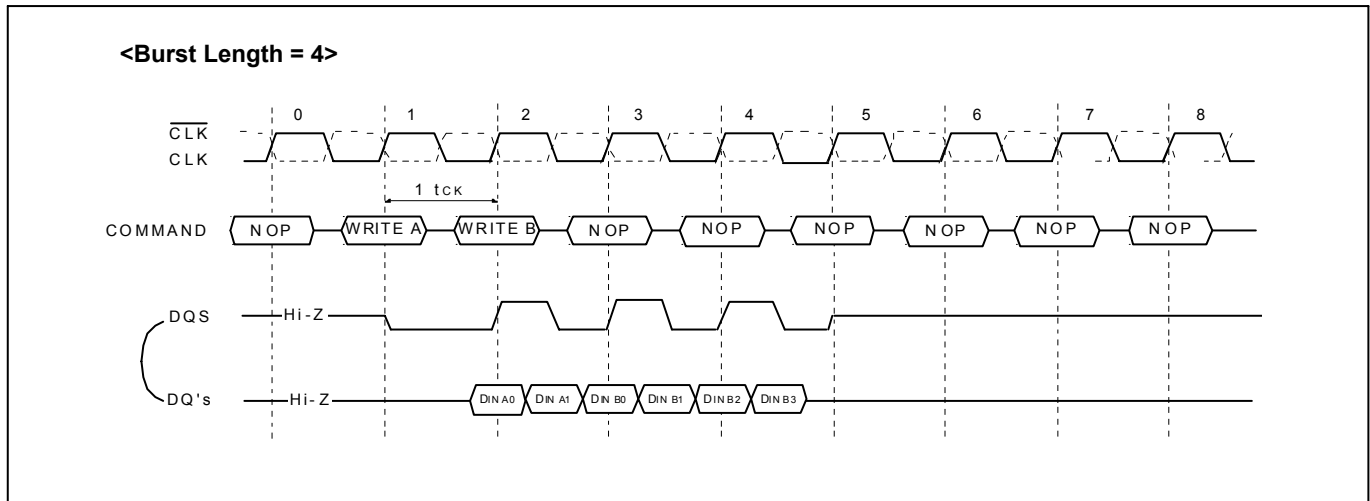 <Burst Length = 4>
0 1 2 3 4 5 6 7 8
CLK
CLK
1 tCK
COMMAND NOP WRITE A WRITE B NOP NOP NOP NOP NOP NOP
DQS Hi-Z
DQ's Hi-Z DIN A0 DIN A1 DIN B0 DIN B1 DIN B2 DIN B3